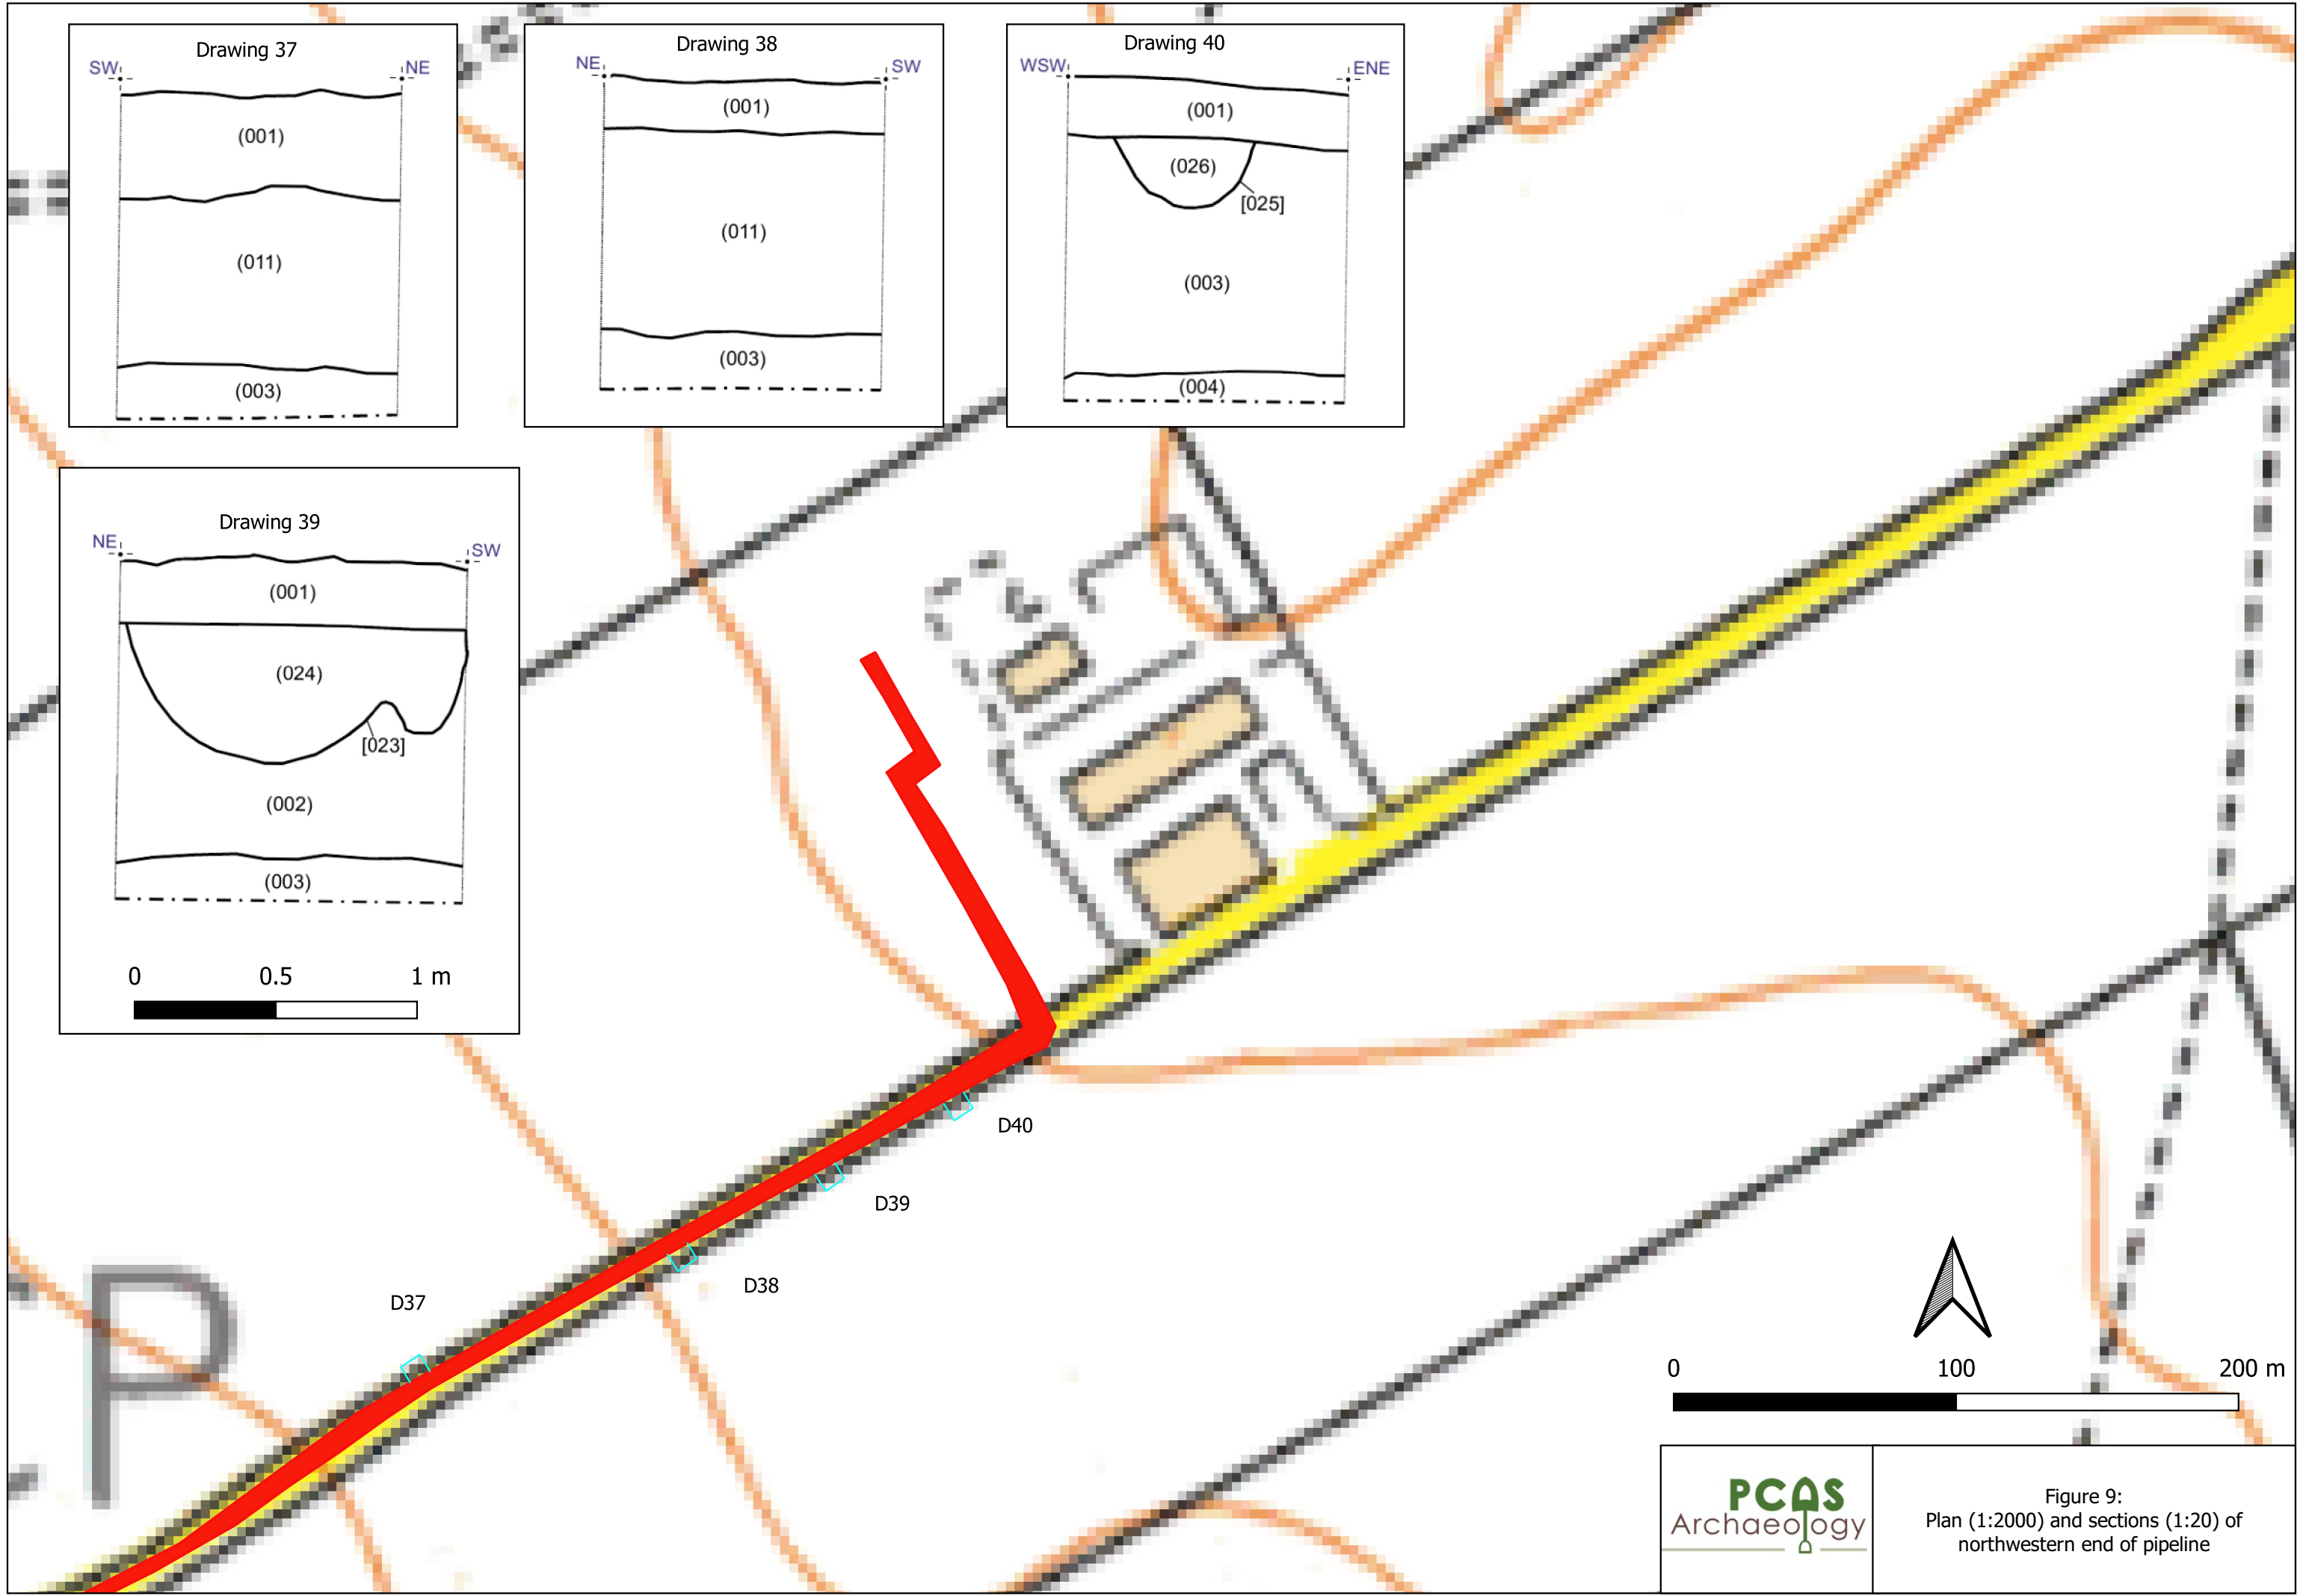 Drawing 37
SW
NE
(001)
(011)
(003)
Drawing 38
NE
SW
(001)
(011)
(003)
Drawing 40
WSW
ENE
(001)
(026)
[025]
(003)
(004)
Drawing 39
NE
SW
(001)
(024)
[023]
(002)
(003)
0 0.5 1 m
D40
D39
D38
D37
P
0 100 200 m
PCAS
Archaeology
Figure 9:
Plan (1:2000) and sections (1:20) of
northwestern end of pipeline